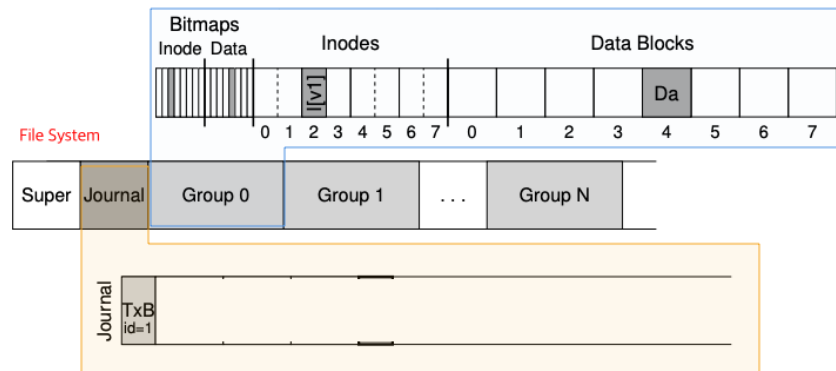 Bitmaps
Inode Data Inodes Data Blocks
I[v1] Da
0 1 2 3 4 5 6 7 0 1 2 3 4 5 6 7
File System
Super Journal Group 0 Group 1 . . . Group N
Journal
TxB
id=1